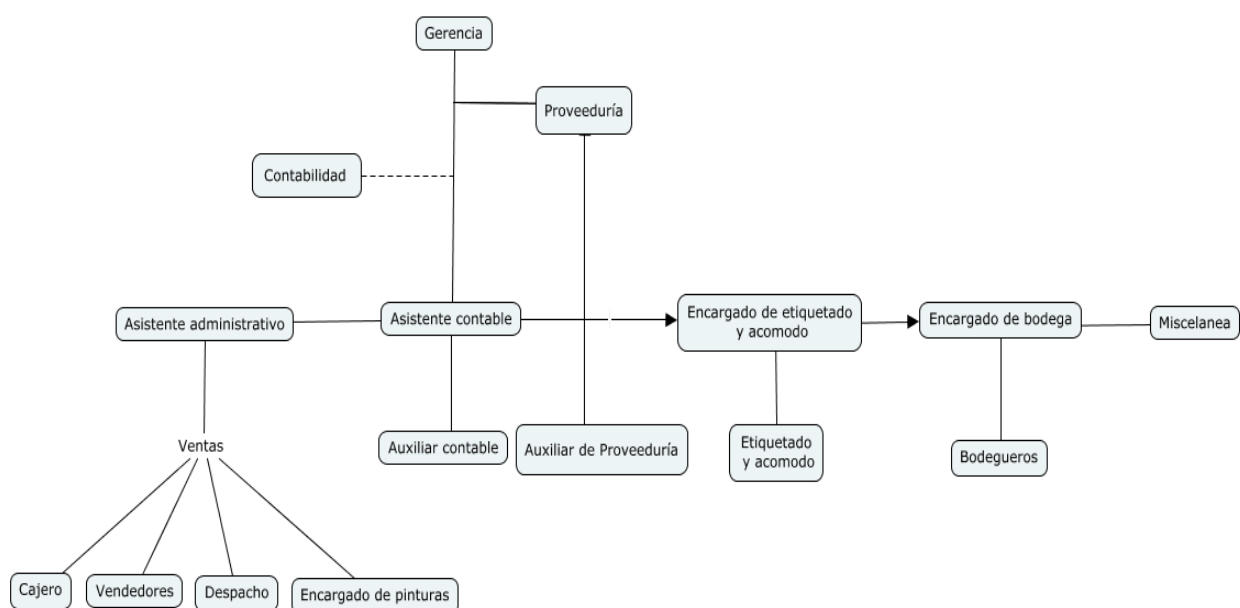 Gerencia
Proveeduría
Contabilidad
Asistente administrativo
Asistente contable
Encargado de etiquetado
y acomodo
Encargado de bodega
Miscelanea
Ventas
Auxiliar contable
Auxiliar de Proveeduría
Etiquetado
y acomodo
Bodegueros
Cajero
Vendedores
Despacho
Encargado de pinturas